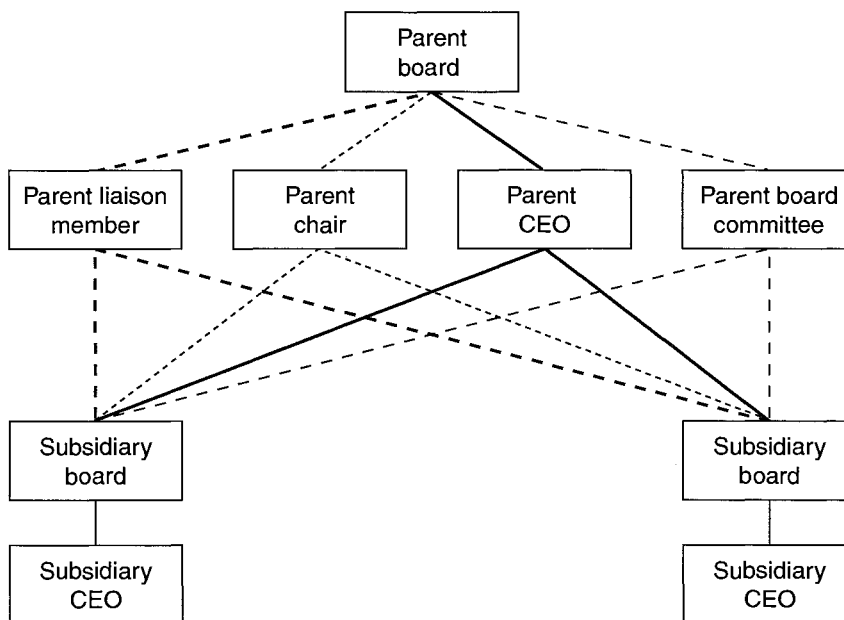 Parent
board
Parent liaison
member
Parent
chair
Parent
CEO
Parent board
committee
Subsidiary
board
Subsidiary
board
Subsidiary
CEO
Subsidiary
CEO